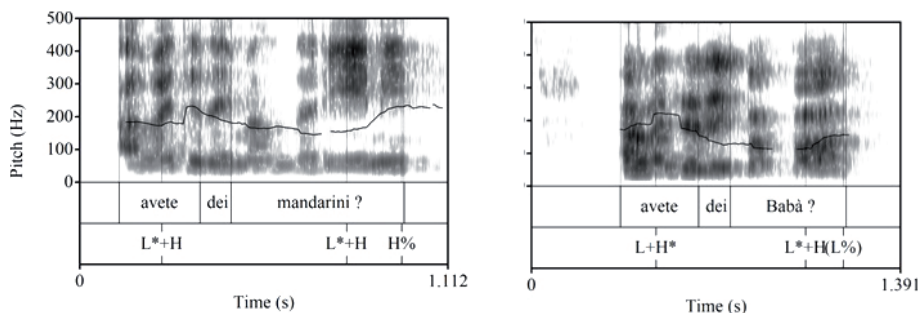 500
400
300
200
100
0
Pitch (Hz)
avete dei mandarini ?
L*+H L*+H H%
0 1.112
Time (s)
avete dei Babà ?
L+H* L*+H(L%)
0 1.391
Time (s)